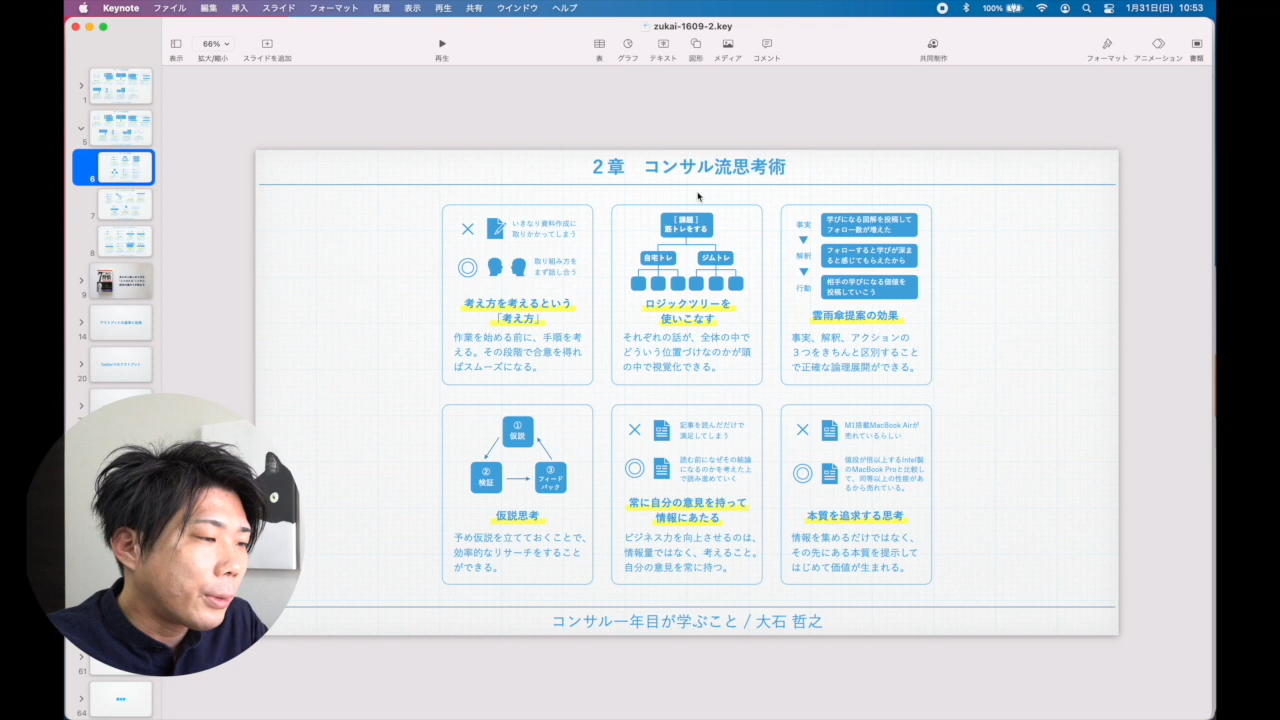 Keynote ファイル 編集 挿入 スライド フォーマット 配置 表示 再生 共有 ウインドウ ヘルプ
100% 1月31日(日) 10:53
zukai-1609-2.key
66%
表示 拡大/縮小 スライドを追加 再生 表 グラフ テキスト 図形 メディア コメント 共同制作 フォーマット アニメーション 書類
1
5
6
7
8
9
14
20
61
64
2章 コンサル流思考術
いきなり資料作成に
取りかかってしまう
取り組み方を
まず話し合う
考え方を考えるという
「考え方」
作業を始める前に、手順を考
える。その段階で合意を得れ
ばスムーズになる。
[ 課題 ]
筋トレをする
自宅トレ ジムトレ
ロジックツリーを
使いこなす
それぞれの話が、全体の中で
どういう位置づけなのかが頭
の中で視覚化できる。
事実
学びになる図解を投稿して
フォロー数が増えた
解釈
フォローすると学びが深ま
ると感じてもらえたから
行動
相手の学びになる価値を
投稿していこう
雲雨傘提案の効果
事実、解釈、アクションの
3つをきちんと区別すること
で正確な論理展開ができる。
①
仮説
②
検証
③
フィード
バック
仮説思考
予め仮説を立てておくことで、
効率的なリサーチをすること
ができる。
記事を読んだだけで
満足してしまう
読む前になぜその結論
になるのかを考えた上
で読み進めていく
常に自分の意見を持って
情報にあたる
ビジネス力を向上させるのは、
情報量ではなく、考えること。
自分の意見を常に持つ。
M1搭載MacBook Airが
売れているらしい
値段が倍以上するIntel製
のMacBook Proと比較し
て、同等以上の性能があ
るから売れている。
本質を追求する思考
情報を集めるだけではなく、
その先にある本質を提示して
はじめて価値が生まれる。
コンサル一年目が学ぶこと / 大石 哲之